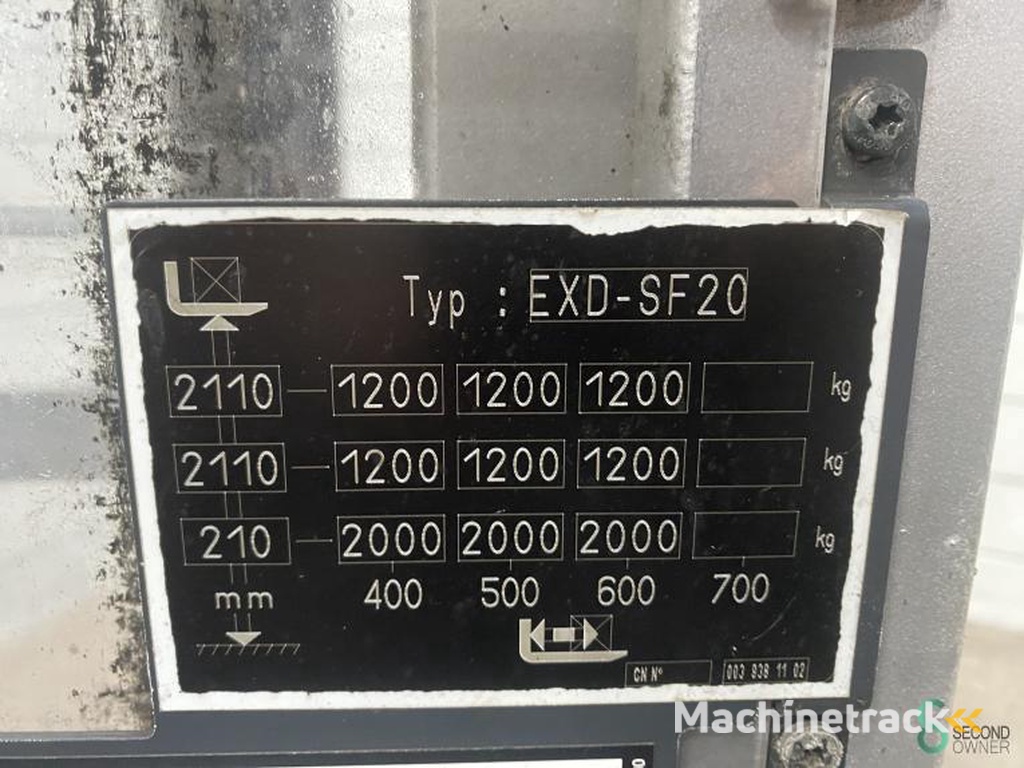 Typ : EXD-SF20
2110 1200 1200 1200 kg
2110 1200 1200 1200 kg
210 2000 2000 2000 kg
mm 400 500 600 700
CN N° 003 938 11 02
Machinetrack
SECOND
OWNER